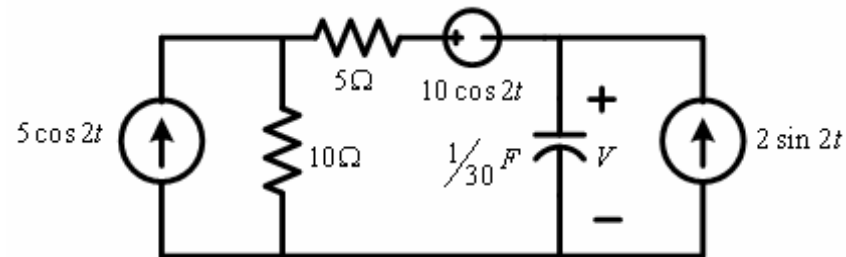 5Ω
10 cos 2t
5 cos 2t
10Ω
1/30 F
+
V
−
2 sin 2t
+ −